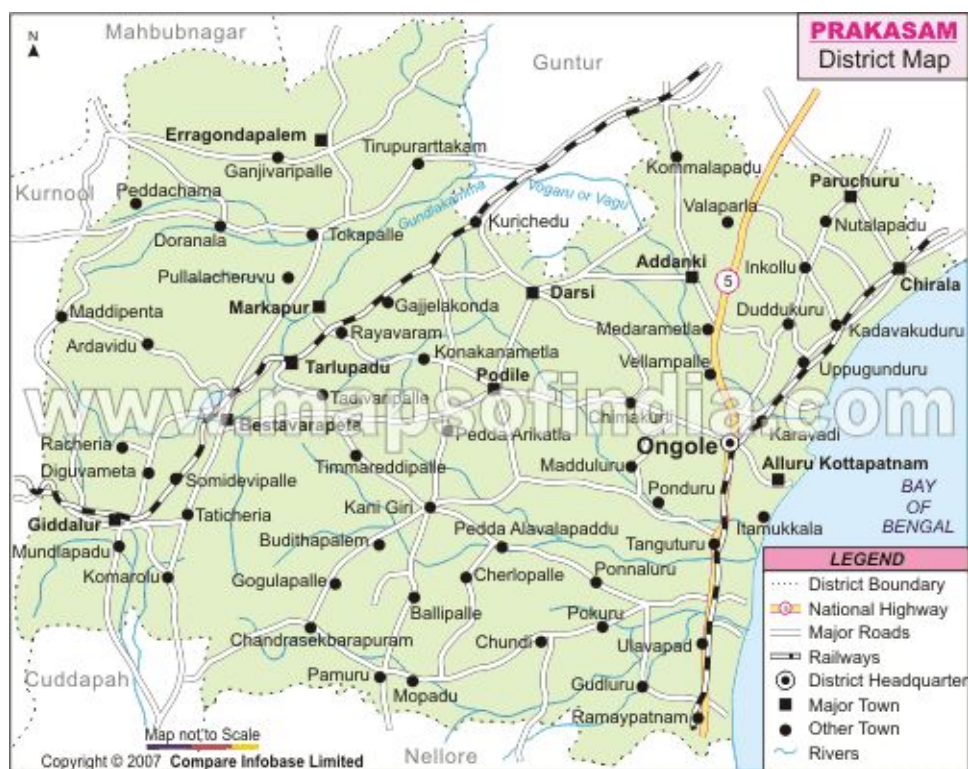 PRAKASAM
District Map
N
Mahbubnagar
Guntur
Erragondapalem
Ganjivaripalle
Tirupurarttakam
Kommalapadu
Paruchuru
Kurnool
Peddacharna
Gundlakamma
Vogaru or Vagu
Valaparla
Nutalapadu
Doranala
Tokapalle
Kurichedu
Pullalacheruvu
Addanki
Inkollu
5
Chirala
Markapur
Gajjelakonda
Darsi
Maddipenta
Rayavaram
Medarametla
Duddukuru
Kadavakuduru
Ardavidu
Konakanametla
Tarlupadu
Podile
Vellampalle
Uppugunduru
Tadivaripalle
www.mapsofindia.com
Chimakurti
Bestavarapeta
Pedda Arikatla
Karavadi
Racheria
Ongole
Diguvameta
Timmareddipalle
Madduluru
Alluru Kottapatnam
Somidevipalle
BAY
OF
BENGAL
Ponduru
Giddalur
Taticheria
Kani Giri
Itamukkala
Pedda Alavalapaddu
Mundlapadu
Budithapalem
Tanguturu
Komarolu
Gogulapalle
Cherlopalle
Ponnaluru
Ballipalle
Pokuru
Chandrasekbarapuram
Chundi
Ulavapad
Cuddapah
Pamuru
Mopadu
Gudluru
Ramaypatnam
Nellore
LEGEND
District Boundary
5 National Highway
Major Roads
Railways
District Headquarter
Major Town
Other Town
Rivers
Map not to Scale
Copyright © 2007 Compare Infobase Limited